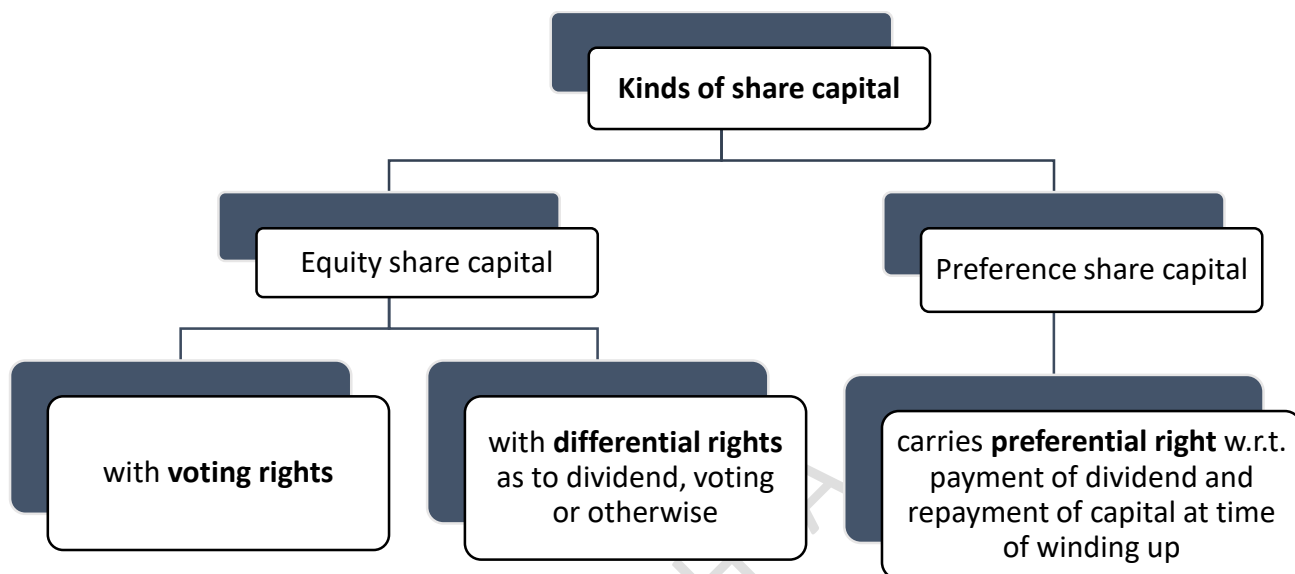 Kinds of share capital
Equity share capital
Preference share capital
with voting rights
with differential rights
as to dividend, voting
or otherwise
carries preferential right w.r.t.
payment of dividend and
repayment of capital at time
of winding up